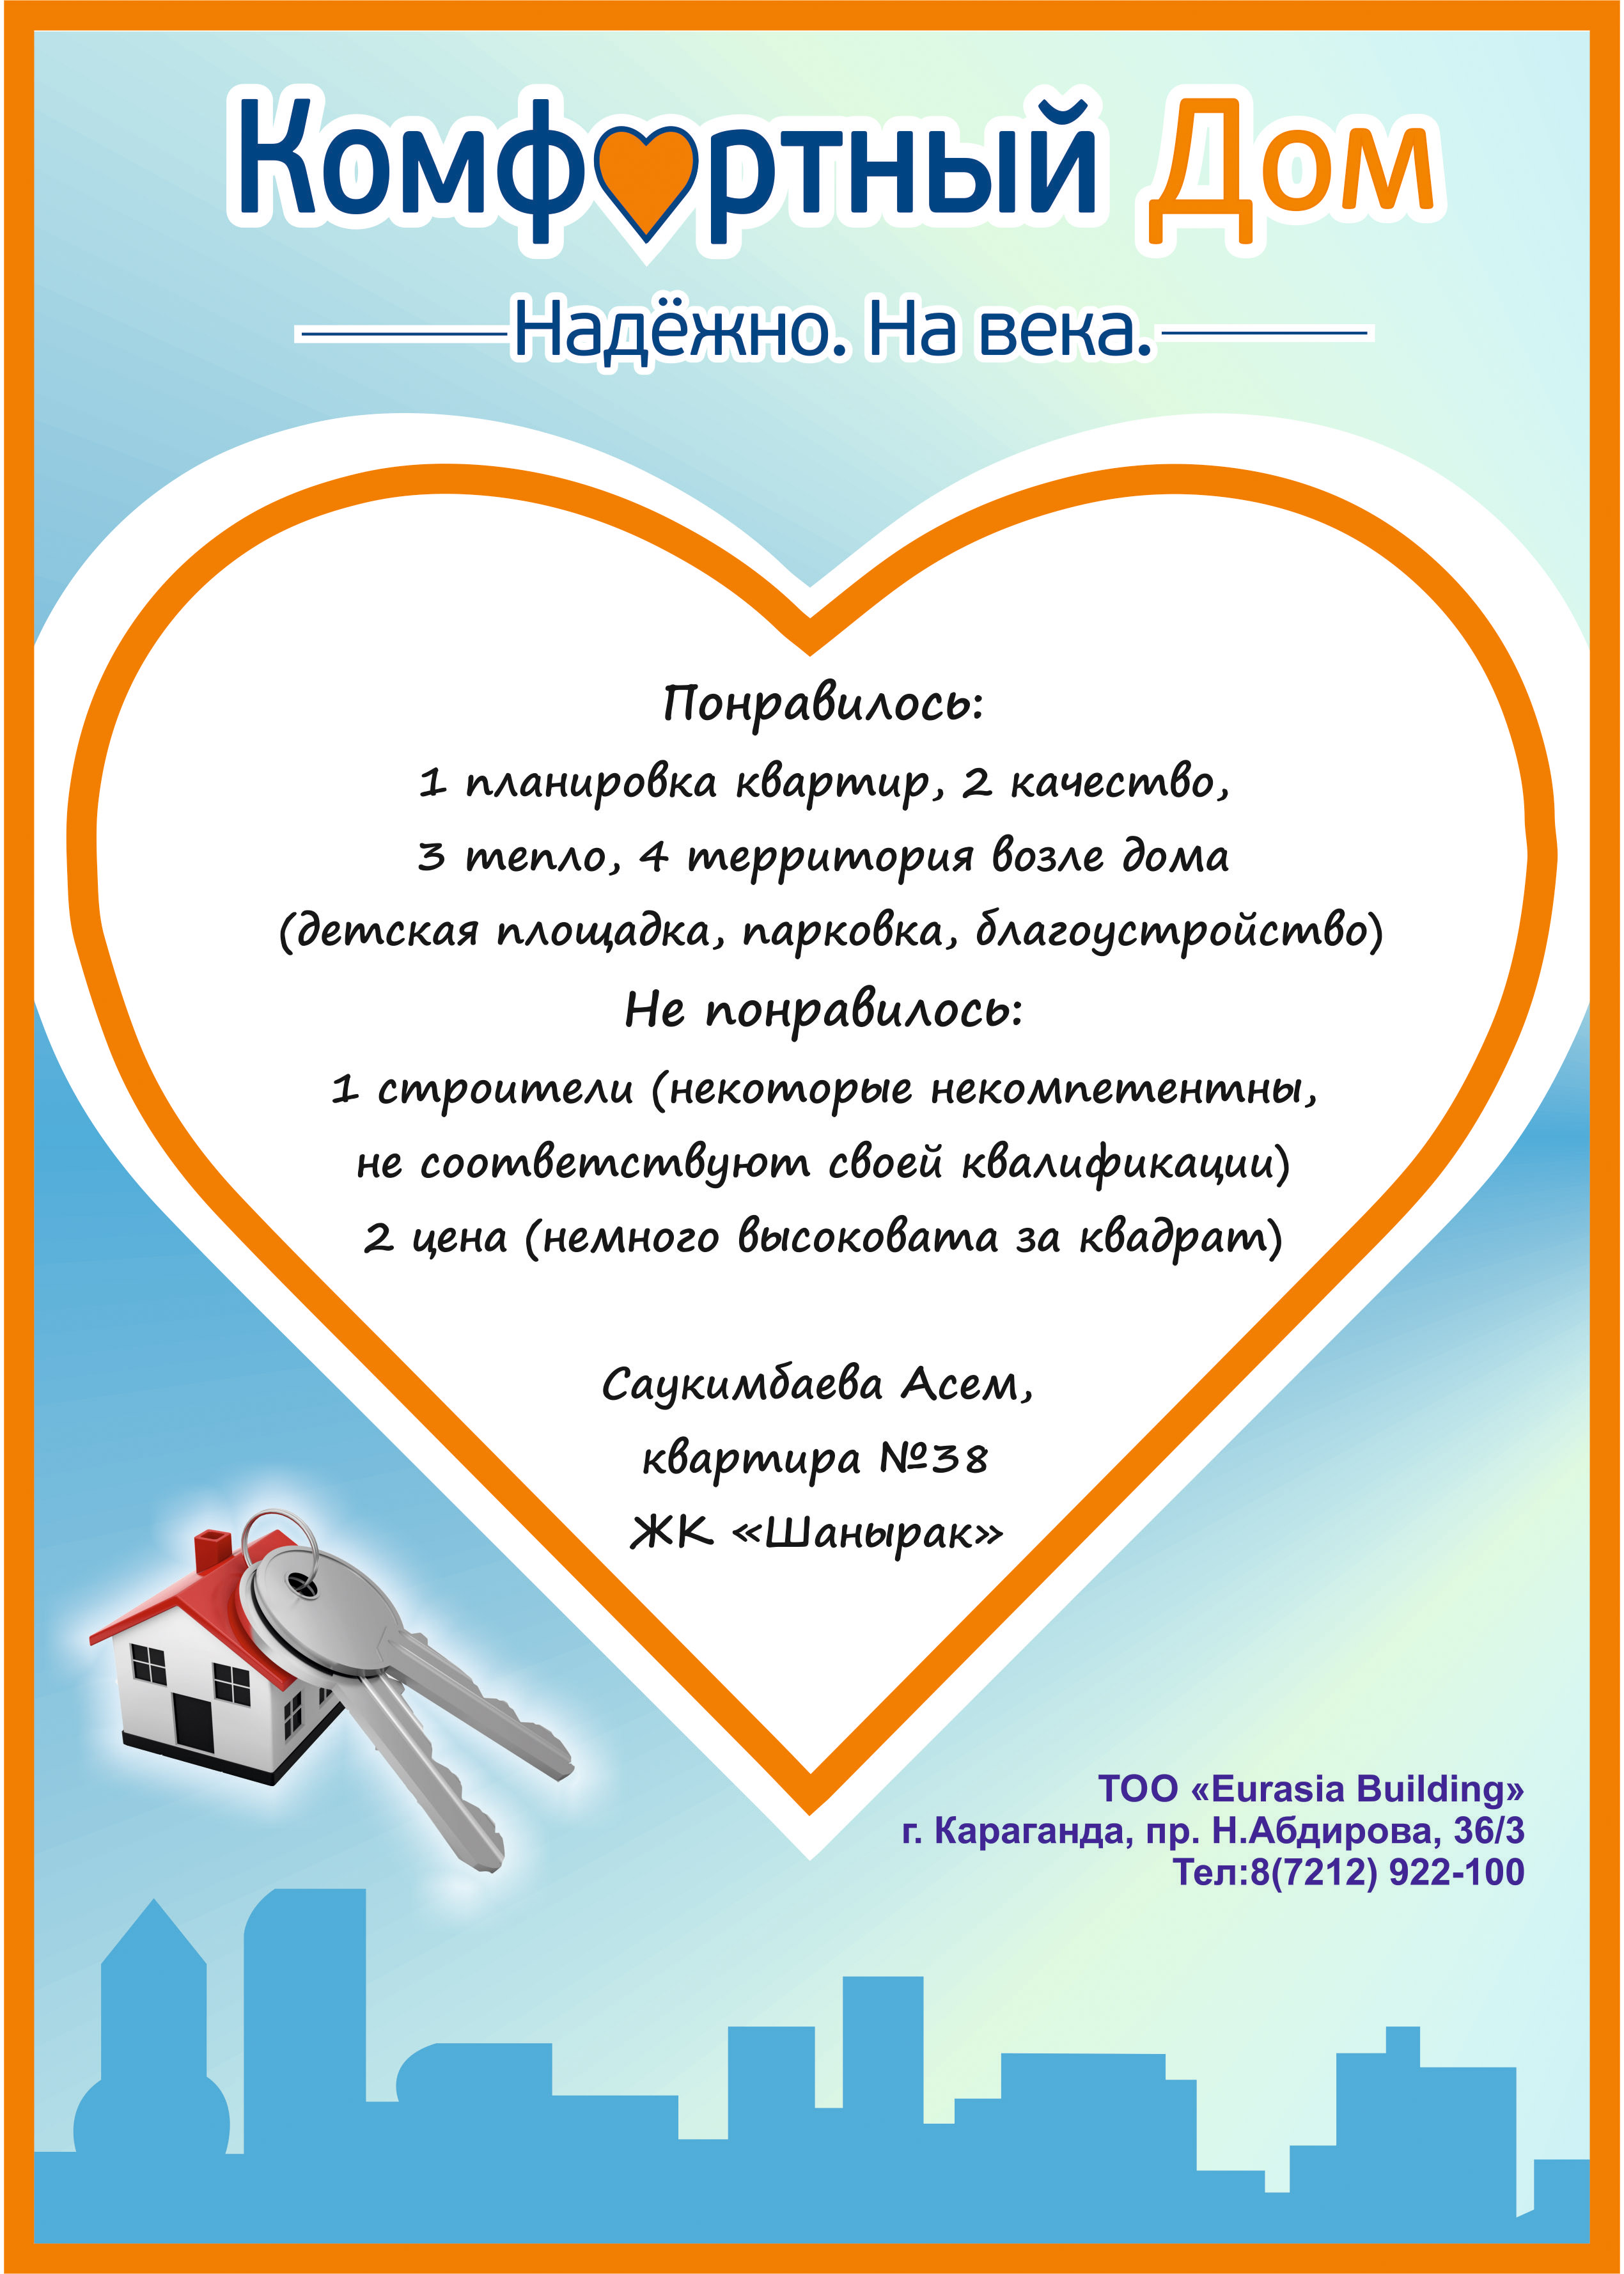 Комфортный Дом
Надёжно. На века.
Понравилось:
1 планировка квартир, 2 качество,
3 тепло, 4 территория возле дома
(детская площадка, парковка, благоустройство)
Не понравилось:
1 строители (некоторые некомпетентны,
не соответствуют своей квалификации)
2 цена (немного высоковата за квадрат)
Саукимбаева Асем,
квартира №38
ЖК «Шанырак»
ТОО «Eurasia Building»
г. Караганда, пр. Н.Абдирова, 36/3
Тел:8(7212) 922-100